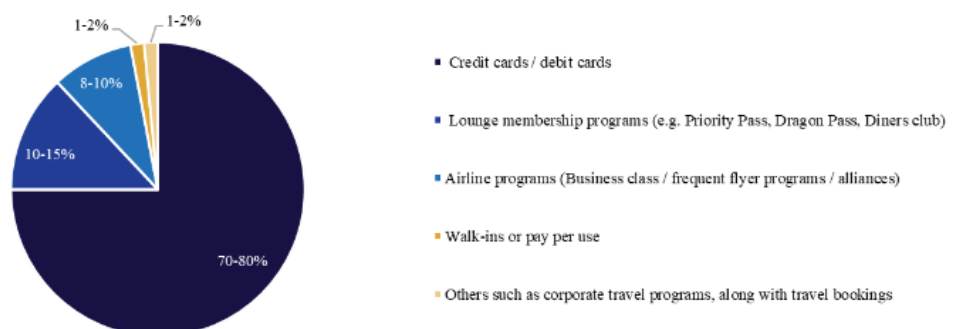 1-2%
1-2%
8-10%
10-15%
70-80%
Credit cards / debit cards
Lounge membership programs (e.g. Priority Pass, Dragon Pass, Diners club)
Airline programs (Business class / frequent flyer programs / alliances)
Walk-ins or pay per use
Others such as corporate travel programs, along with travel bookings